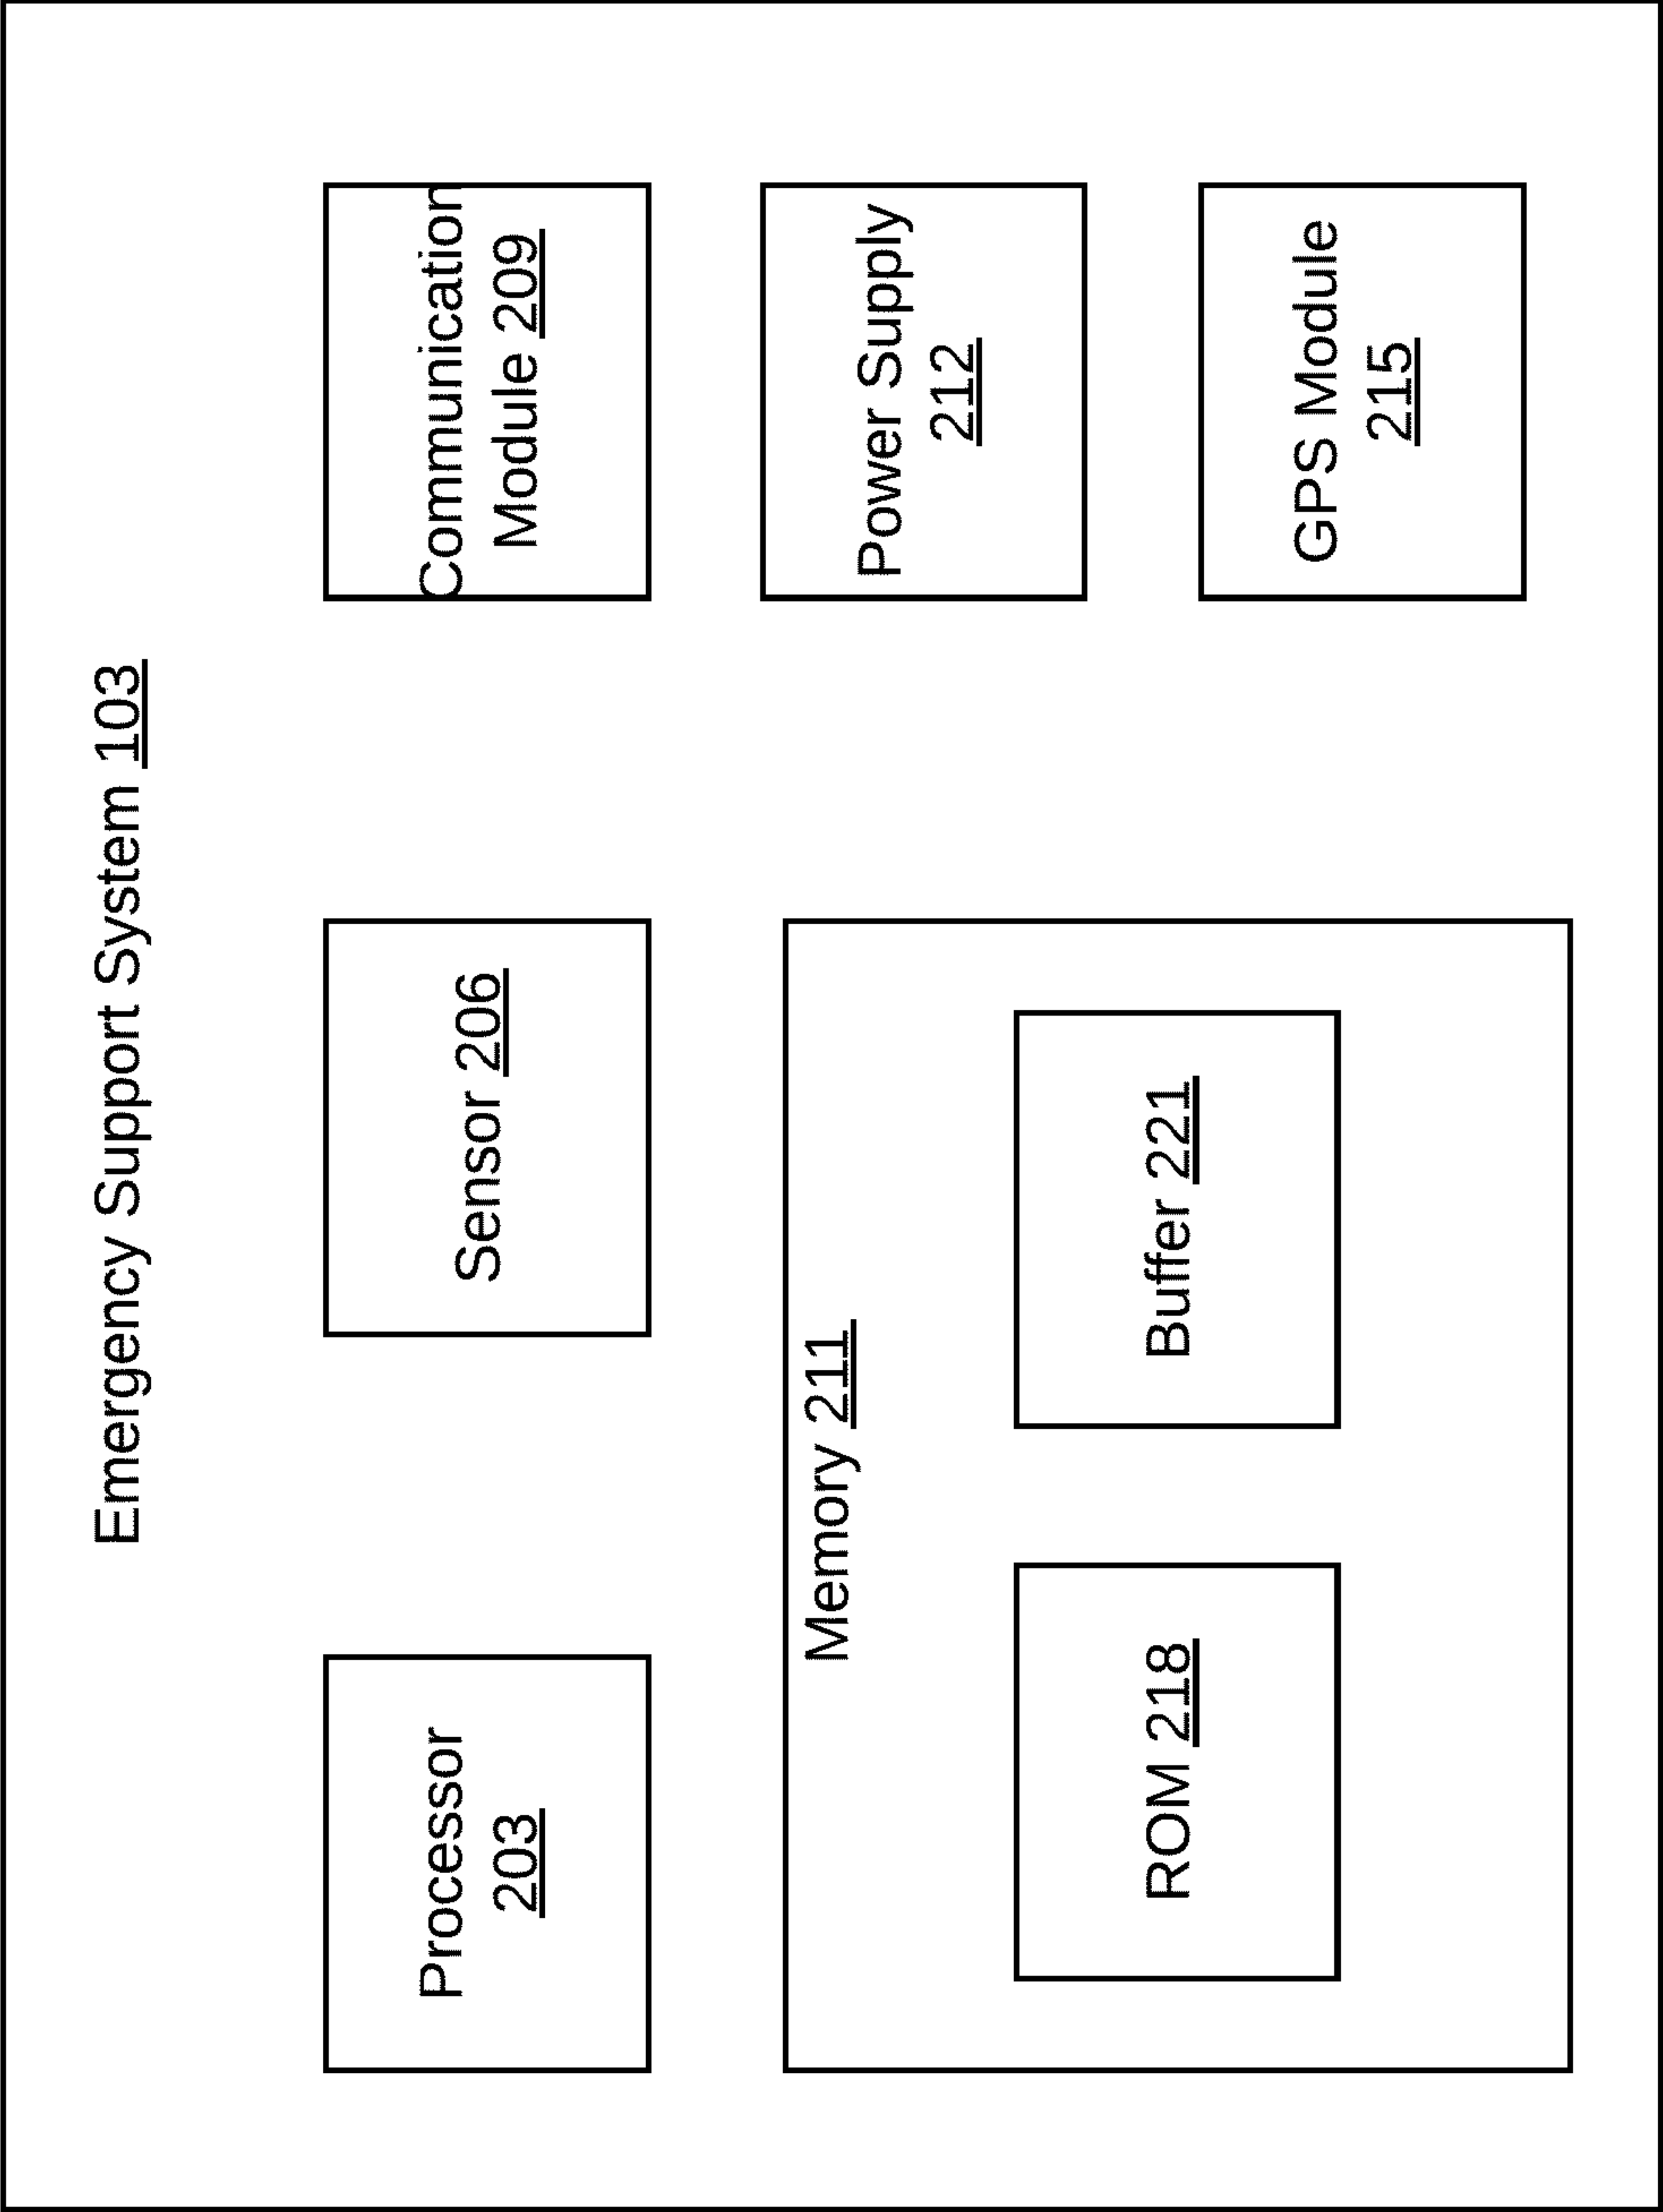 Emergency Support System 103
Processor
203
Sensor 206
Communication
Module 209
Memory 211
ROM 218
Buffer 221
Power Supply
212
GPS Module
215